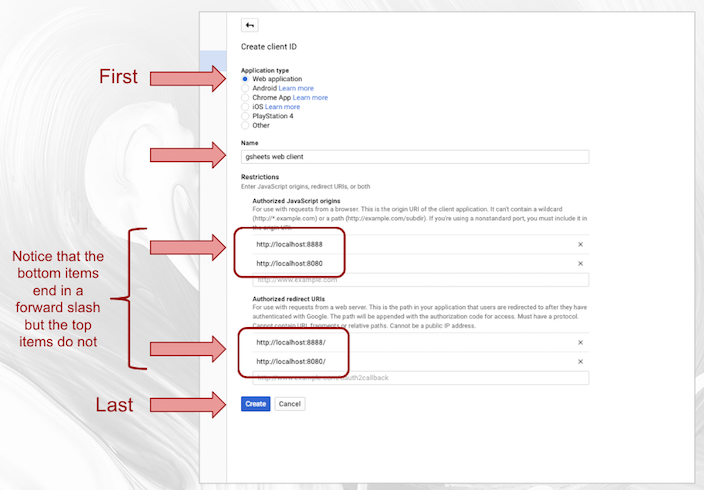 Create client ID
First
Application type
Web application
Android Learn more
Chrome App Learn more
iOS Learn more
PlayStation 4
Other
Name
gsheets web client
Restrictions
Enter JavaScript origins, redirect URIs, or both
Authorized JavaScript origins
For use with requests from a browser. This is the origin URI of the client application. It can't contain a wildcard
(http://*.example.com) or a path (http://example.com/subdir). If you're using a nonstandard port, you must include it in
the origin URI.
http://localhost:8888
http://localhost:8080
http://www.example.com
Notice that the
bottom items
end in a
forward slash
but the top
items do not
Authorized redirect URIs
For use with requests from a web server. This is the path in your application that users are redirected to after they have
authenticated with Google. The path will be appended with the authorization code for access. Must have a protocol.
Cannot contain URL fragments or relative paths. Cannot be a public IP address.
http://localhost:8888/
http://localhost:8080/
http://www.example.com/oauth2callback
Last
Create Cancel